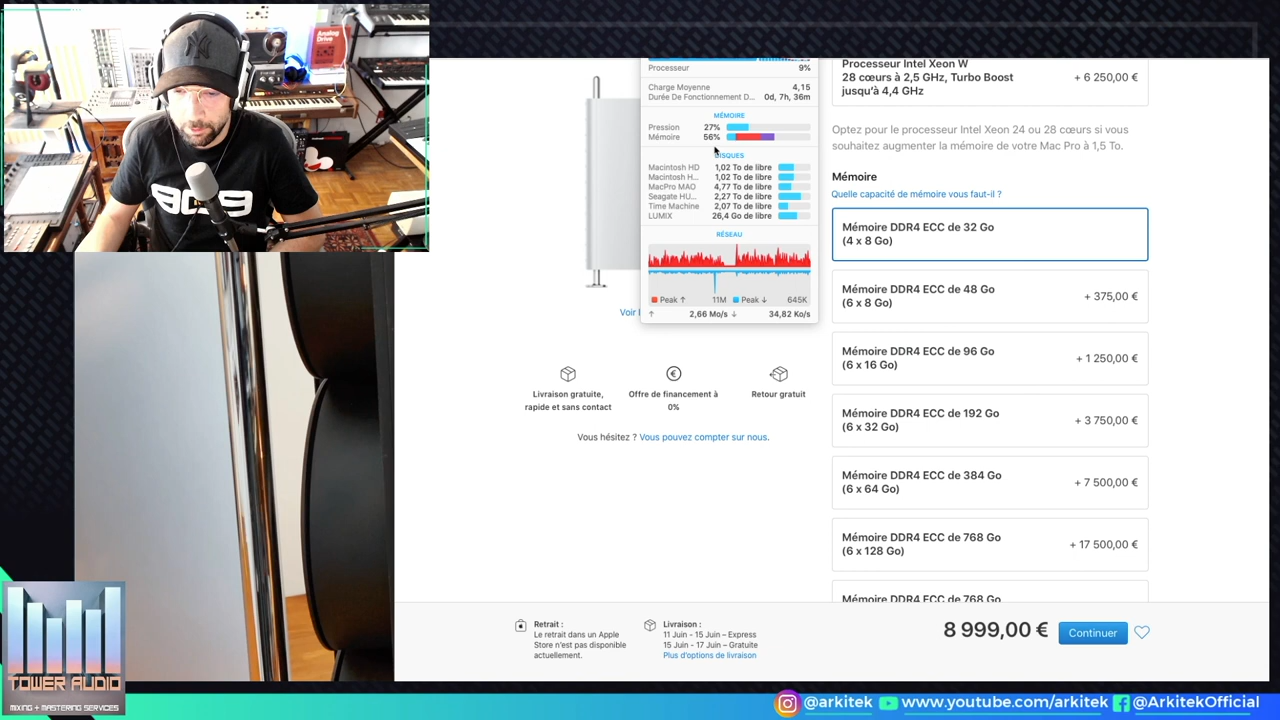 Analog
Drive
909
Processeur 9%
Charge Moyenne 4,15
Durée De Fonctionnement D... 0d, 7h, 36m
MÉMOIRE
Pression 27%
Mémoire 56%
DISQUES
Macintosh HD 1,02 To de libre
Macintosh H... 1,02 To de libre
MacPro MAO 4,77 To de libre
Seagate HU... 2,27 To de libre
Time Machine 2,07 To de libre
LUMIX 26,4 Go de libre
RÉSEAU
Peak ↑ 11M Peak ↓ 645K
↑ 2,66 Mo/s ↓ 34,82 Ko/s
Voir l
Livraison gratuite,
rapide et sans contact
Offre de financement à
0%
Retour gratuit
Vous hésitez ? Vous pouvez compter sur nous.
Processeur Intel Xeon W
28 cœurs à 2,5 GHz, Turbo Boost
jusqu'à 4,4 GHz
+ 6 250,00 €
Optez pour le processeur Intel Xeon 24 ou 28 cœurs si vous
souhaitez augmenter la mémoire de votre Mac Pro à 1,5 To.
Mémoire
Quelle capacité de mémoire vous faut-il ?
Mémoire DDR4 ECC de 32 Go
(4 x 8 Go)
Mémoire DDR4 ECC de 48 Go
(6 x 8 Go)
+ 375,00 €
Mémoire DDR4 ECC de 96 Go
(6 x 16 Go)
+ 1 250,00 €
Mémoire DDR4 ECC de 192 Go
(6 x 32 Go)
+ 3 750,00 €
Mémoire DDR4 ECC de 384 Go
(6 x 64 Go)
+ 7 500,00 €
Mémoire DDR4 ECC de 768 Go
(6 x 128 Go)
+ 17 500,00 €
Mémoire DDR4 ECC de 768 Go
Retrait :
Le retrait dans un Apple
Store n'est pas disponible
actuellement.
Livraison :
11 Juin - 15 Juin – Express
15 Juin - 17 Juin – Gratuite
Plus d'options de livraison
8 999,00 €
Continuer
TOWER AUDIO
MIXING + MASTERING SERVICES
@arkitek
www.youtube.com/arkitek
@ArkitekOfficial